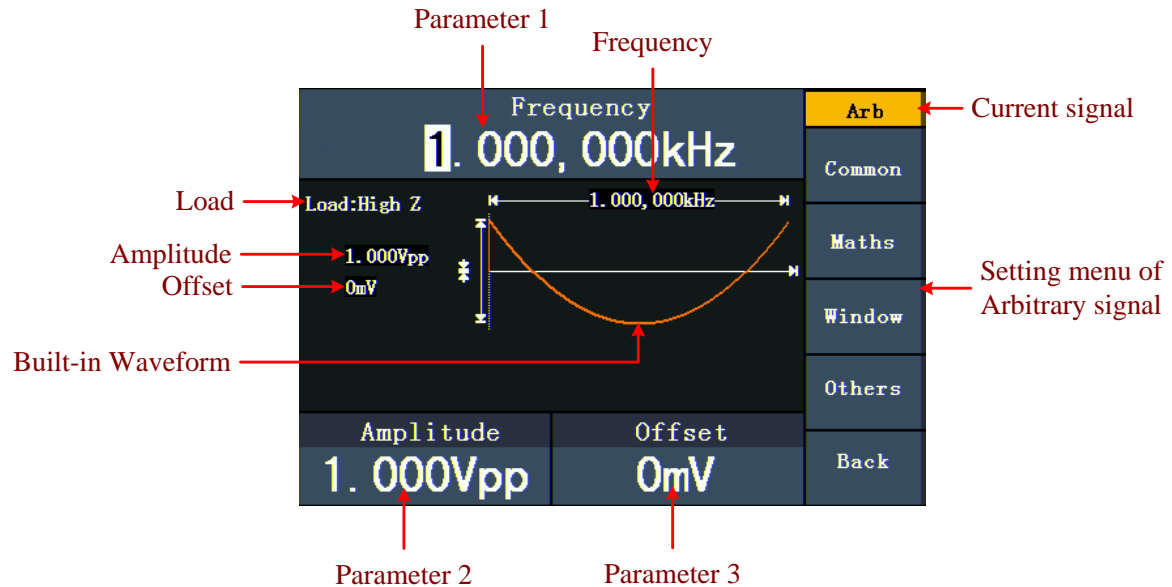 Parameter 1
Frequency
Frequency
1.000,000kHz
Arb
Current signal
Common
Load
Load:High Z
1.000,000kHz
Maths
Amplitude
1.000Vpp
Offset
0mV
Setting menu of
Arbitrary signal
Window
Built-in Waveform
Others
Amplitude
Offset
1.000Vpp
0mV
Back
Parameter 2
Parameter 3